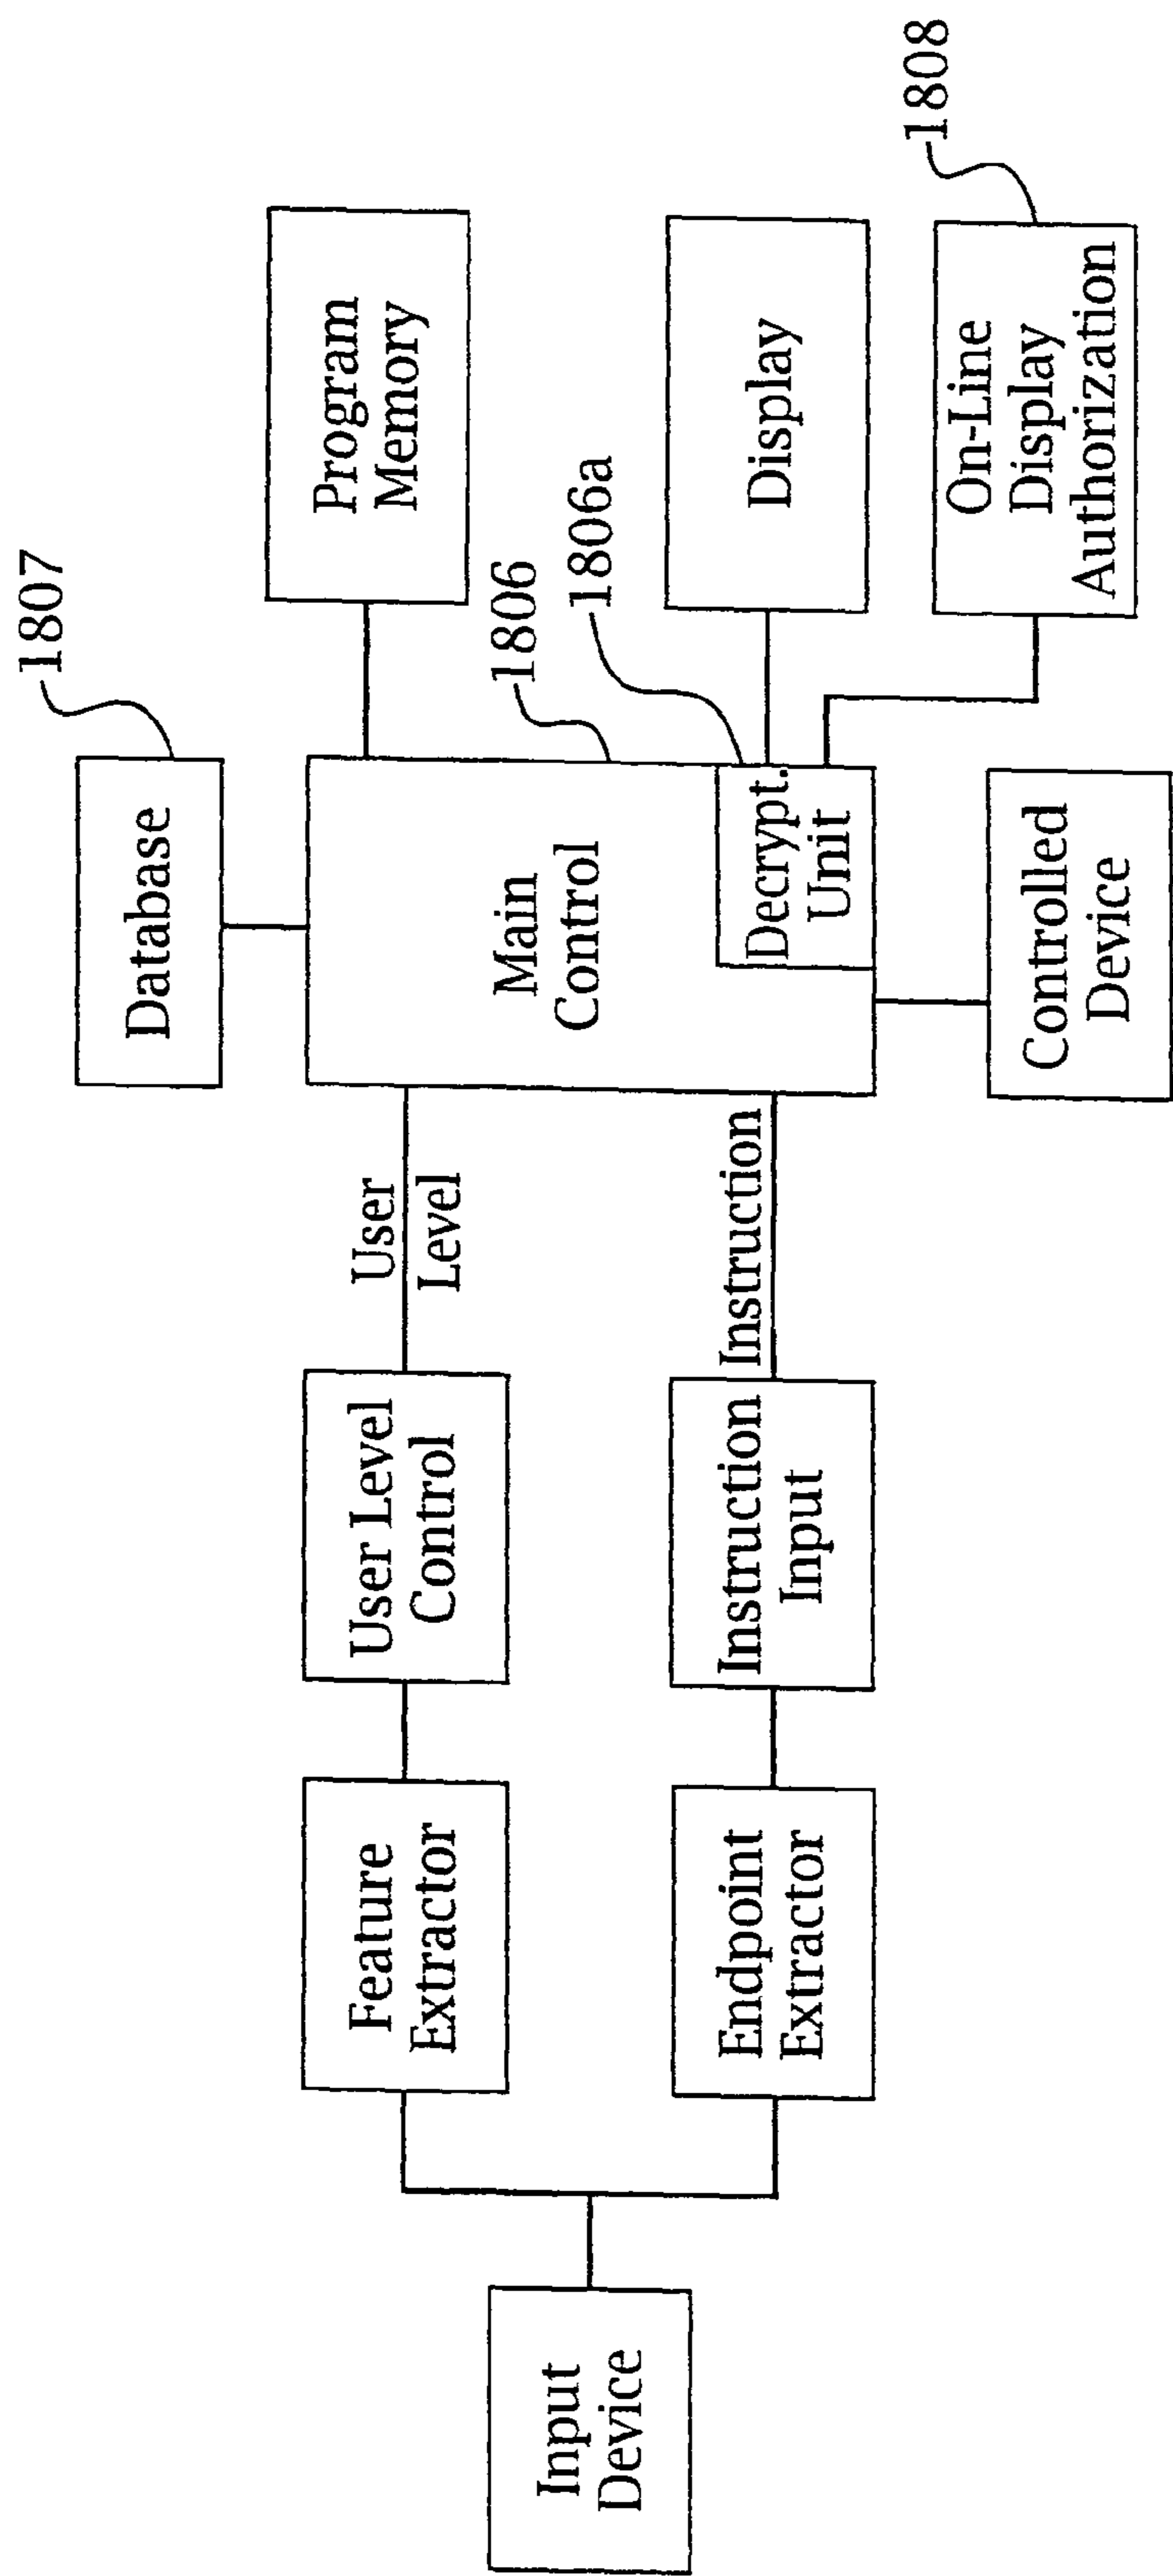 1807
Database
Program
Memory
1806
1806a
Main
Control
Decrypt.
Unit
Display
1808
On-Line
Display
Authorization
Controlled
Device
User
Level
Instruction
User Level
Control
Instruction
Input
Feature
Extractor
Endpoint
Extractor
Input
Device